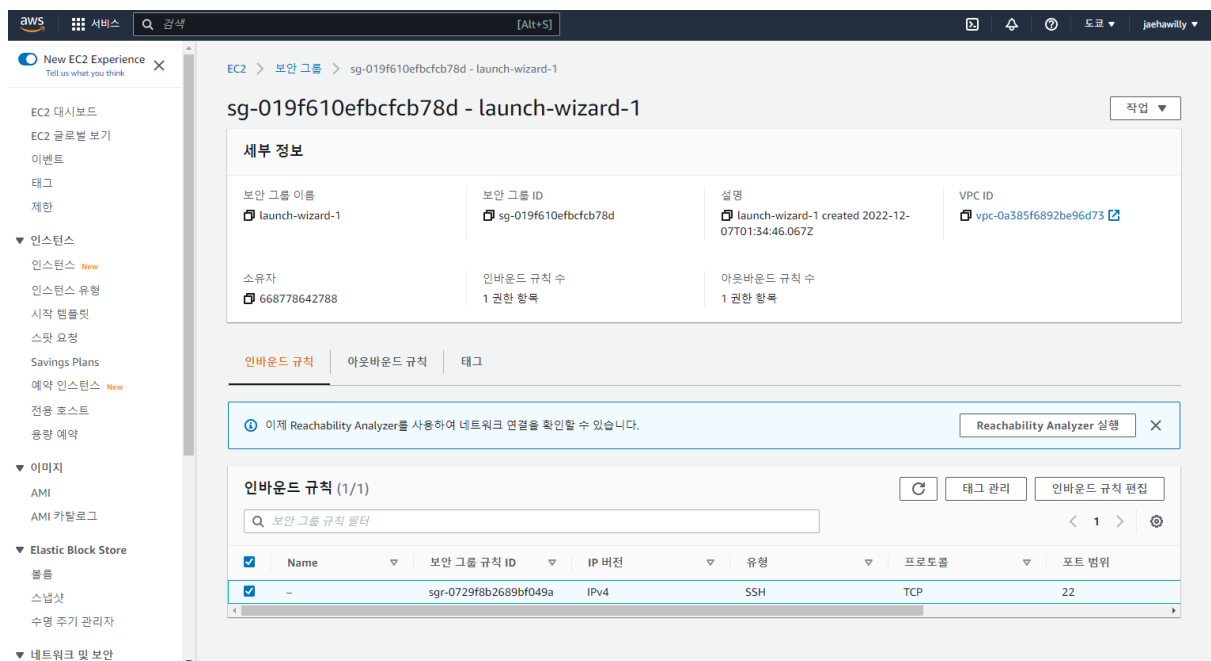 aws 서비스 검색 [Alt+S] 도쿄 ▼ jaehawilly ▼
New EC2 Experience
Tell us what you think
EC2 대시보드
EC2 글로벌 보기
이벤트
태그
제한
▼ 인스턴스
인스턴스 New
인스턴스 유형
시작 템플릿
스팟 요청
Savings Plans
예약 인스턴스 New
전용 호스트
용량 예약
▼ 이미지
AMI
AMI 카탈로그
▼ Elastic Block Store
볼륨
스냅샷
수명 주기 관리자
▼ 네트워크 및 보안
EC2 > 보안 그룹 > sg-019f610efbcfcb78d - launch-wizard-1
sg-019f610efbcfcb78d - launch-wizard-1
작업 ▼
세부 정보
보안 그룹 이름
launch-wizard-1
보안 그룹 ID
sg-019f610efbcfcb78d
설명
launch-wizard-1 created 2022-12-
07T01:34:46.067Z
VPC ID
vpc-0a385f6892be96d73
소유자
668778642788
인바운드 규칙 수
1 권한 항목
아웃바운드 규칙 수
1 권한 항목
인바운드 규칙 아웃바운드 규칙 태그
이제 Reachability Analyzer를 사용하여 네트워크 연결을 확인할 수 있습니다. Reachability Analyzer 실행
인바운드 규칙 (1/1) 태그 관리 인바운드 규칙 편집
보안 그룹 규칙 필터 < 1 >
Name 보안 그룹 규칙 ID IP 버전 유형 프로토콜 포트 범위
– sgr-0729f8b2689bf049a IPv4 SSH TCP 22